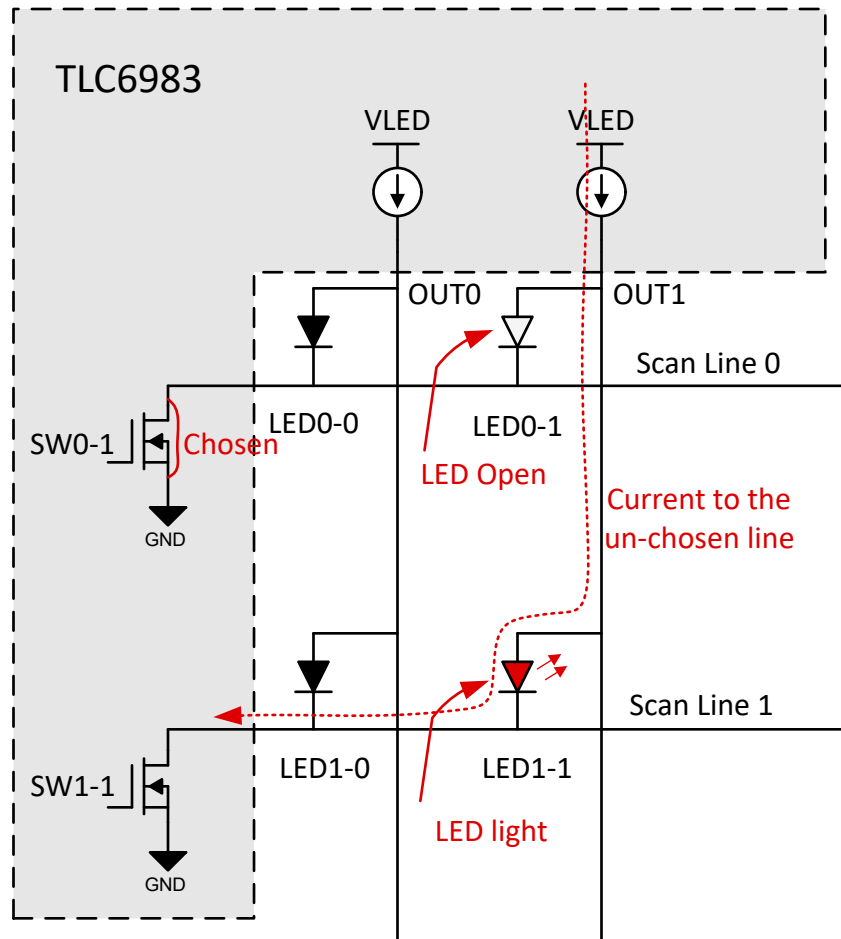 TLC6983
VLED
VLED
OUT0
OUT1
Scan Line 0
LED0-0
LED0-1
SW0-1
Chosen
LED Open
GND
Current to the
un-chosen line
Scan Line 1
LED1-0
LED1-1
SW1-1
LED light
GND